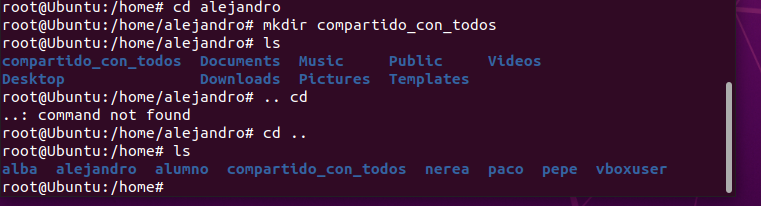 root@Ubuntu:/home# cd alejandro
root@Ubuntu:/home/alejandro# mkdir compartido_con_todos
root@Ubuntu:/home/alejandro# ls
compartido_con_todos  Documents  Music     Public     Videos
Desktop               Downloads  Pictures  Templates
root@Ubuntu:/home/alejandro# .. cd
..: command not found
root@Ubuntu:/home/alejandro# cd ..
root@Ubuntu:/home# ls
alba  alejandro  alumno  compartido_con_todos  nerea  paco  pepe  vboxuser
root@Ubuntu:/home#